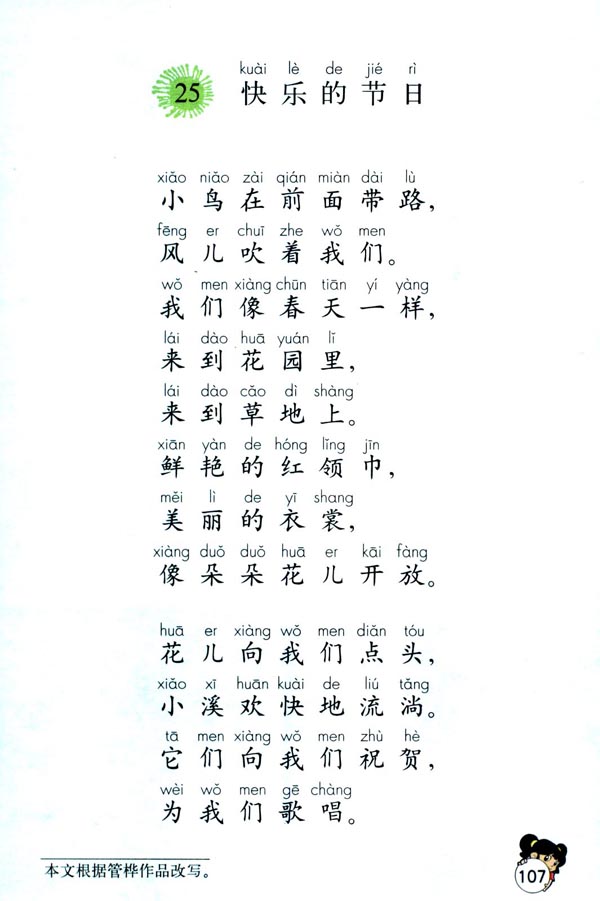 kuài lè de jié rì
25 快乐的节日
xiǎo niǎo zài qián miàn dài lù
小鸟在前面带路，
fēng er chuī zhe wǒ men
风儿吹着我们。
wǒ men xiàng chūn tiān yí yàng
我们像春天一样，
lái dào huā yuán lǐ
来到花园里，
lái dào cǎo dì shàng
来到草地上。
xiān yàn de hóng lǐng jīn
鲜艳的红领巾，
měi lì de yī shang
美丽的衣裳，
xiàng duǒ duǒ huā er kāi fàng
像朵朵花儿开放。
huā er xiàng wǒ men diǎn tóu
花儿向我们点头，
xiǎo xī huān kuài de liú tǎng
小溪欢快地流淌。
tā men xiàng wǒ men zhù hè
它们向我们祝贺，
wèi wǒ men gē chàng
为我们歌唱。
本文根据管桦作品改写。
107